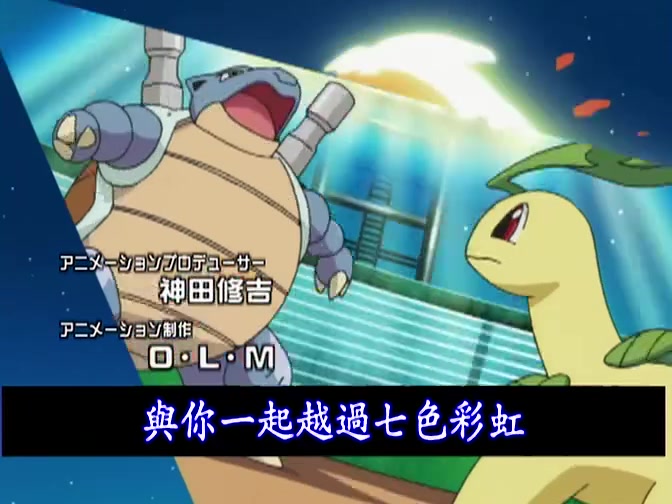 アニメーションプロデューサー
神田修吉
アニメーション制作
O・L・M
與你一起越過七色彩虹